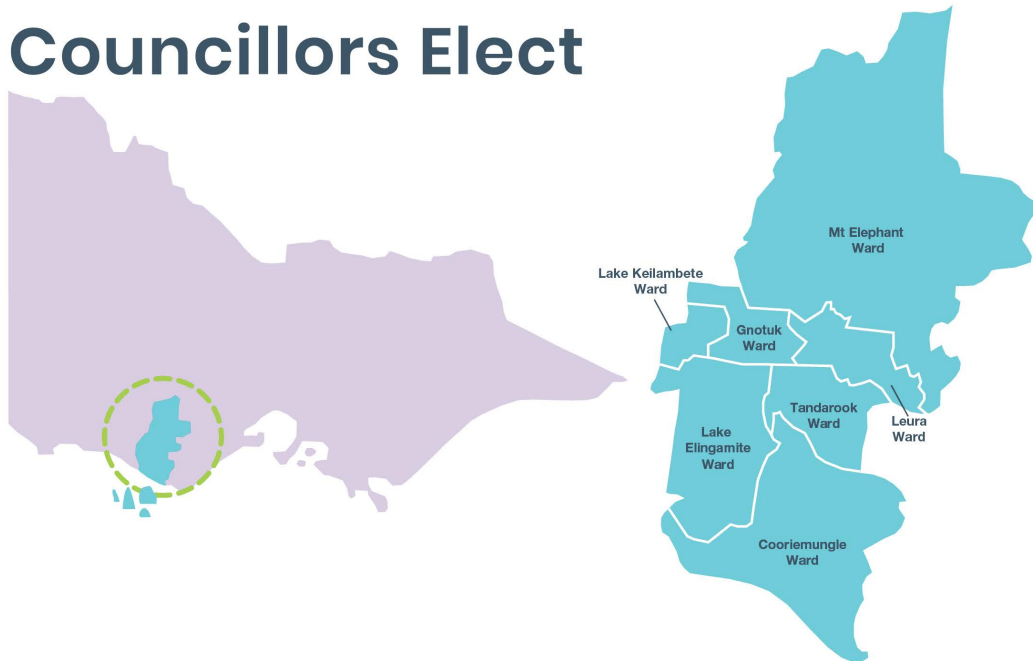 Councillors Elect
Mt Elephant
Ward
Lake Keilambete
Ward
Gnotuk
Ward
Tandarook
Ward
Leura
Ward
Lake
Elingamite
Ward
Cooriemungle
Ward